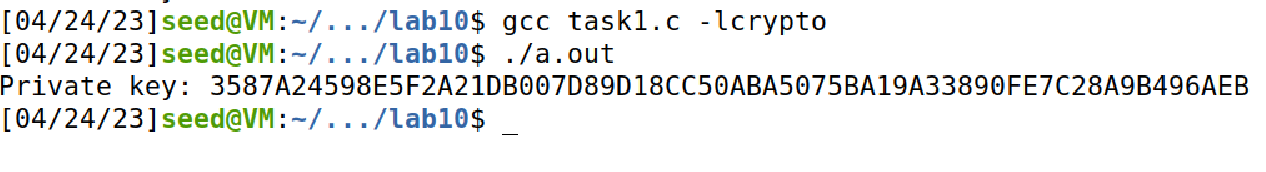 [04/24/23]seed@VM:~/.../lab10$ gcc task1.c -lcrypto
[04/24/23]seed@VM:~/.../lab10$ ./a.out
Private key: 3587A24598E5F2A21DB007D89D18CC50ABA5075BA19A33890FE7C28A9B496AEB
[04/24/23]seed@VM:~/.../lab10$ _